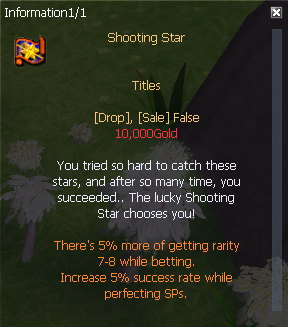 Information1/1
Shooting Star
Titles
[Drop], [Sale] False
10,000Gold
You tried so hard to catch these
stars, and after so many time, you
succeeded.. The lucky Shooting
Star chooses you!
There's 5% more of getting rarity
7-8 while betting.
Increase 5% success rate while
perfecting SPs.